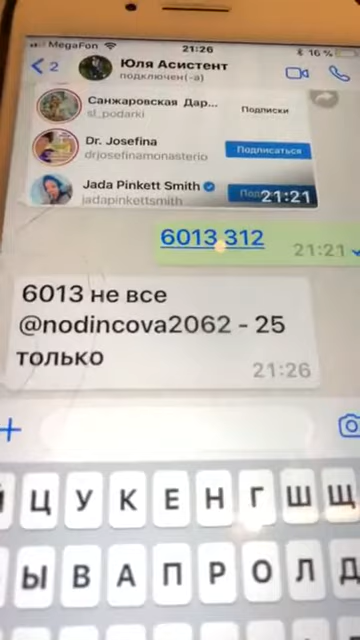 MegaFon
21:26
16 %
2
Юля Асистент
подключен(-а)
Санжаровская Дар...
sl_podarki
Подписки
Dr. Josefina
drjosefinamonasterio
Подписаться
Jada Pinkett Smith
jadapinkettsmith
21:21
6013 312
21:21
6013 не все
@nodincova2062 - 25
только
21:26
Ц У К Е Н Г Ш Щ
Ы В А П Р О Л Д